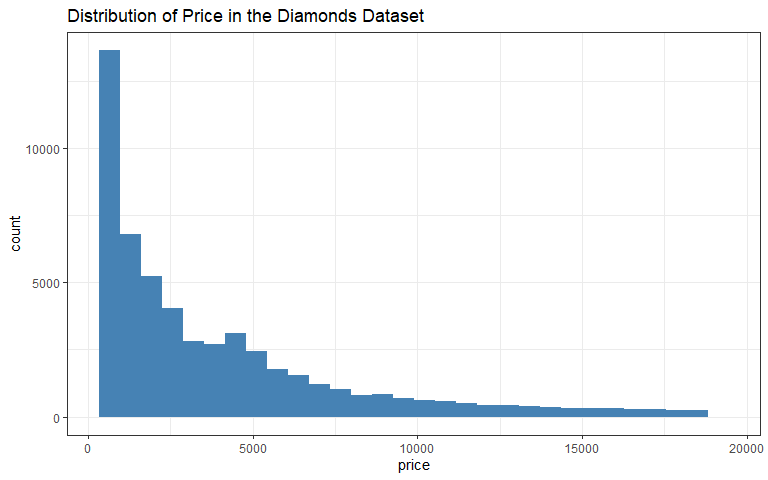 Distribution of Price in the Diamonds Dataset
count
10000
5000
0
0 5000 10000 15000 20000
price